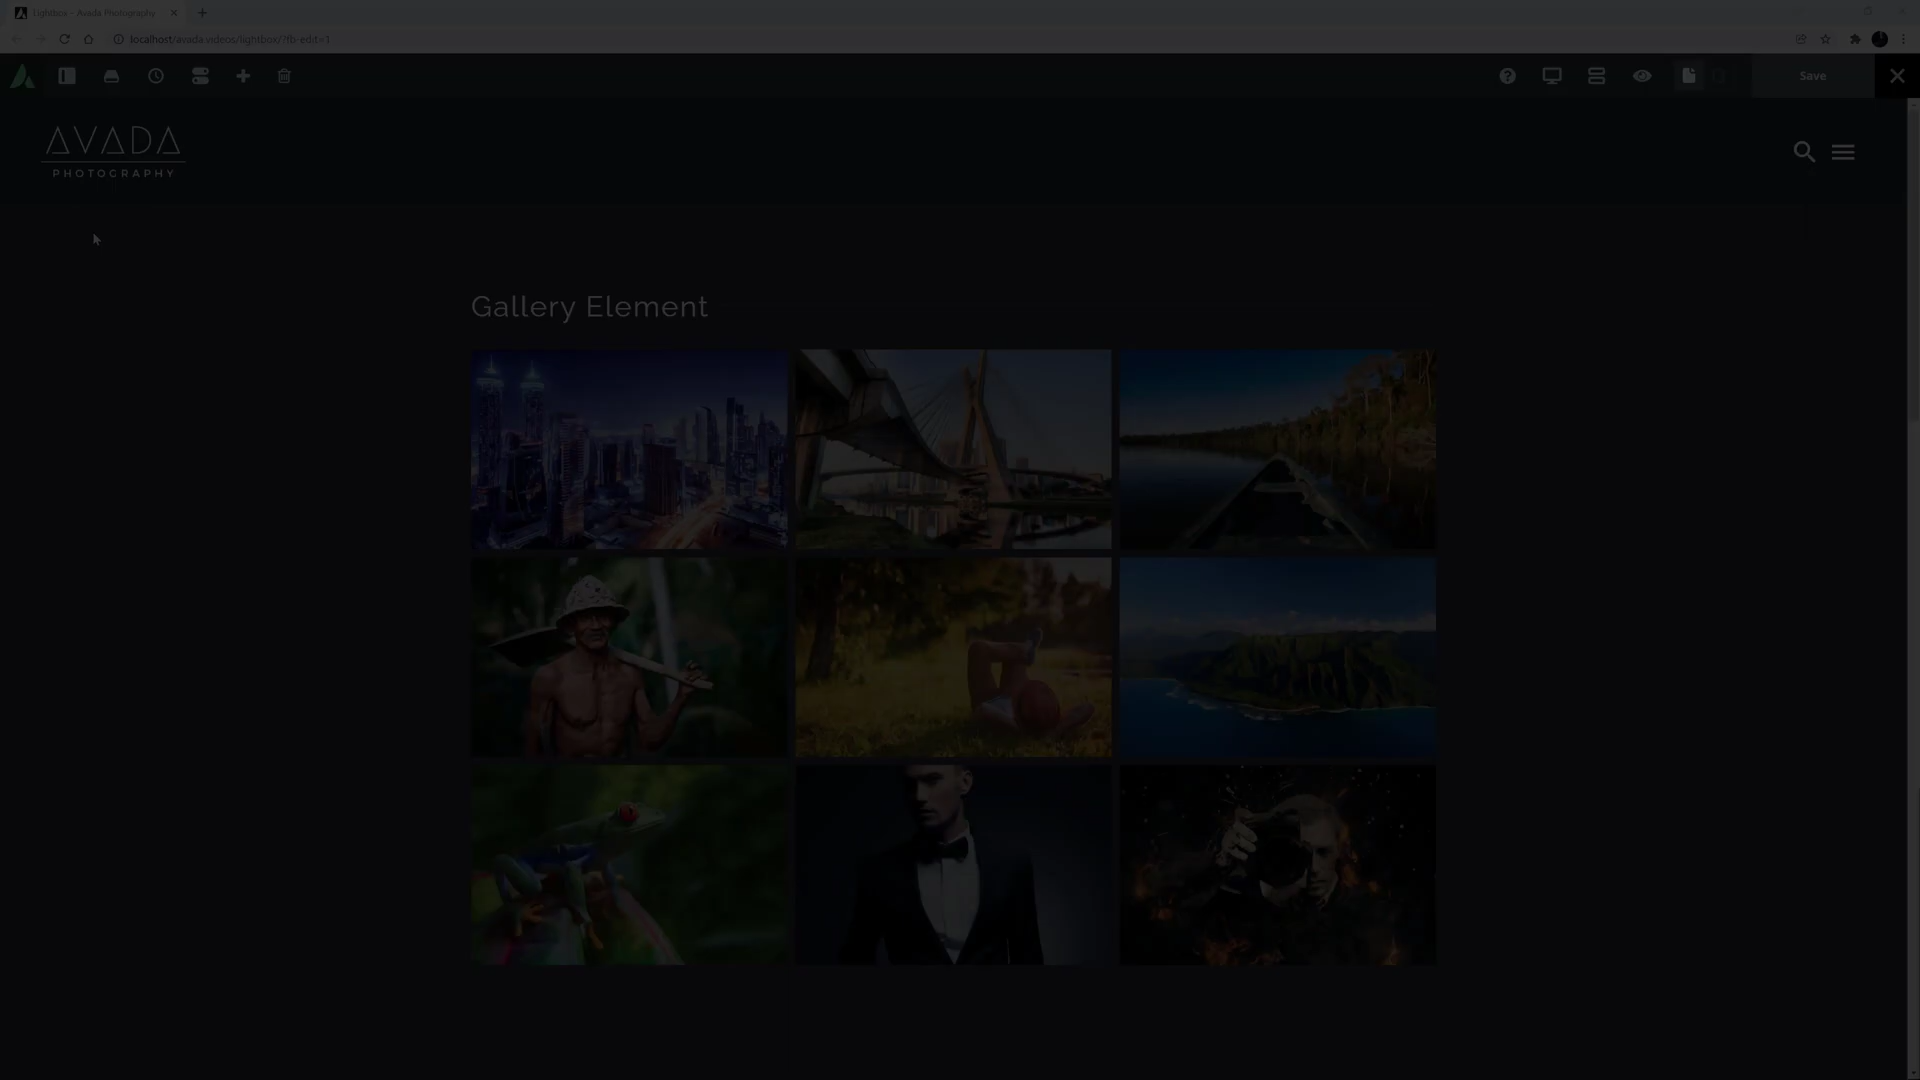 Lightbox - Avada Photography
localhost/avada.videos/lightbox/?fb-edit=1
Save
AVADA
PHOTOGRAPHY
Gallery Element